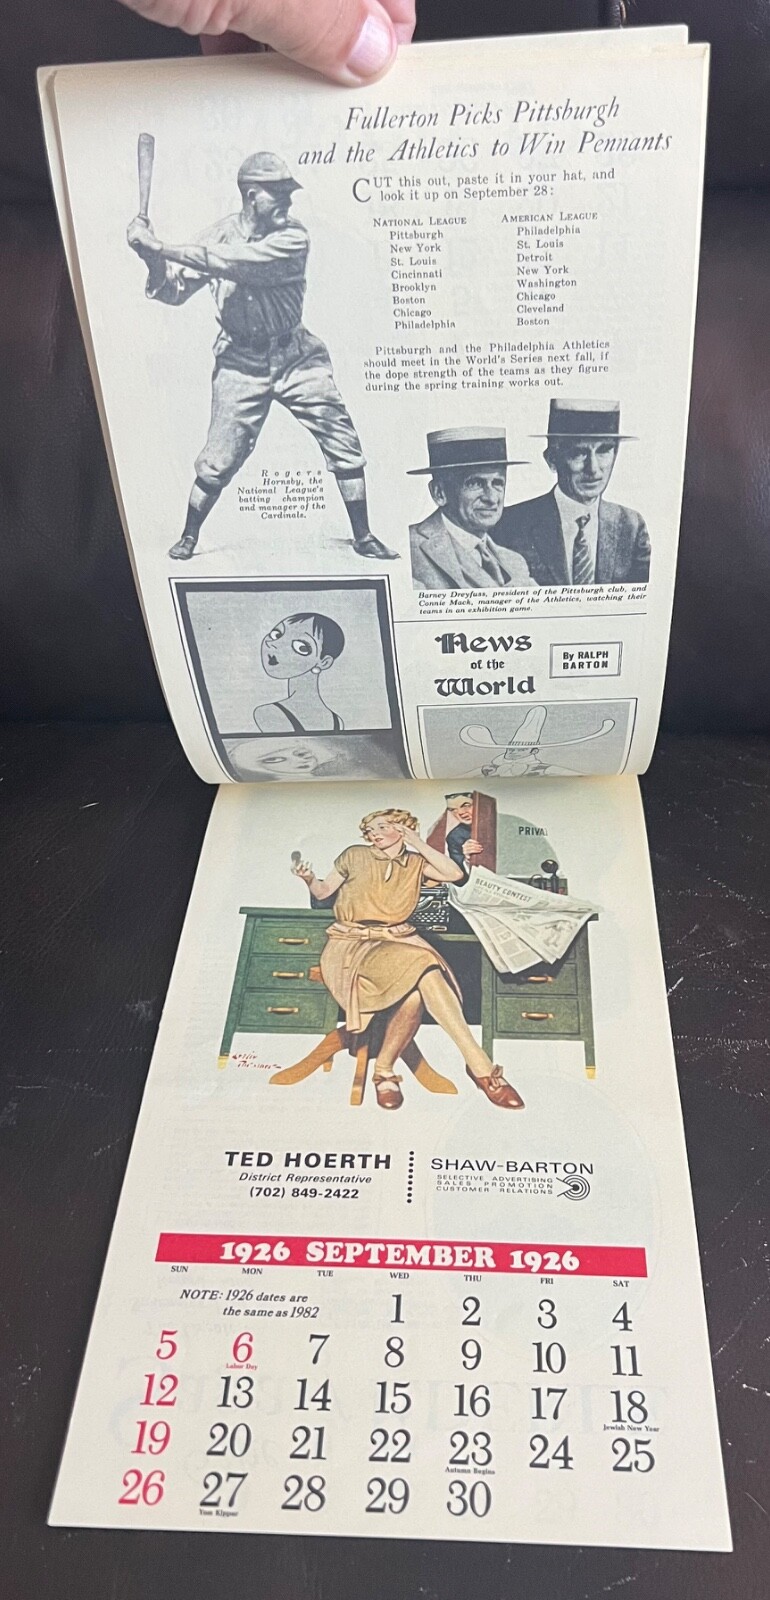 Fullerton Picks Pittsburgh
and the Athletics to Win Pennants
CUT this out, paste it in your hat, and
look it up on September 28:
NATIONAL LEAGUE
Pittsburgh
New York
St. Louis
Cincinnati
Brooklyn
Boston
Chicago
Philadelphia
AMERICAN LEAGUE
Philadelphia
St. Louis
Detroit
New York
Washington
Chicago
Cleveland
Boston
Pittsburgh and the Philadelphia Athletics
should meet in the World's Series next fall, if
the dope strength of the teams as they figure
during the spring training works out.
Rogers
Hornsby, the
National League's
batting champion
and manager of the
Cardinals.
Barney Dreyfuss, president of the Pittsburgh club, and
Connie Mack, manager of the Athletics, watching their
teams in an exhibition game.
News
of the
World
By RALPH
BARTON
PRIVA
BEAUTY CONTEST
TED HOERTH
District Representative
(702) 849-2422
SHAW-BARTON
SELECTIVE ADVERTISING
SALES PROMOTION
CUSTOMER RELATIONS
1926 SEPTEMBER 1926
SUN MON TUE WED THU FRI SAT
NOTE: 1926 dates are
the same as 1982
1 2 3 4
5 6 7 8 9 10 11
Labor Day
12 13 14 15 16 17 18
Jewish New Year
19 20 21 22 23 24 25
Autumn Begins
26 27 28 29 30
Yom Kippur